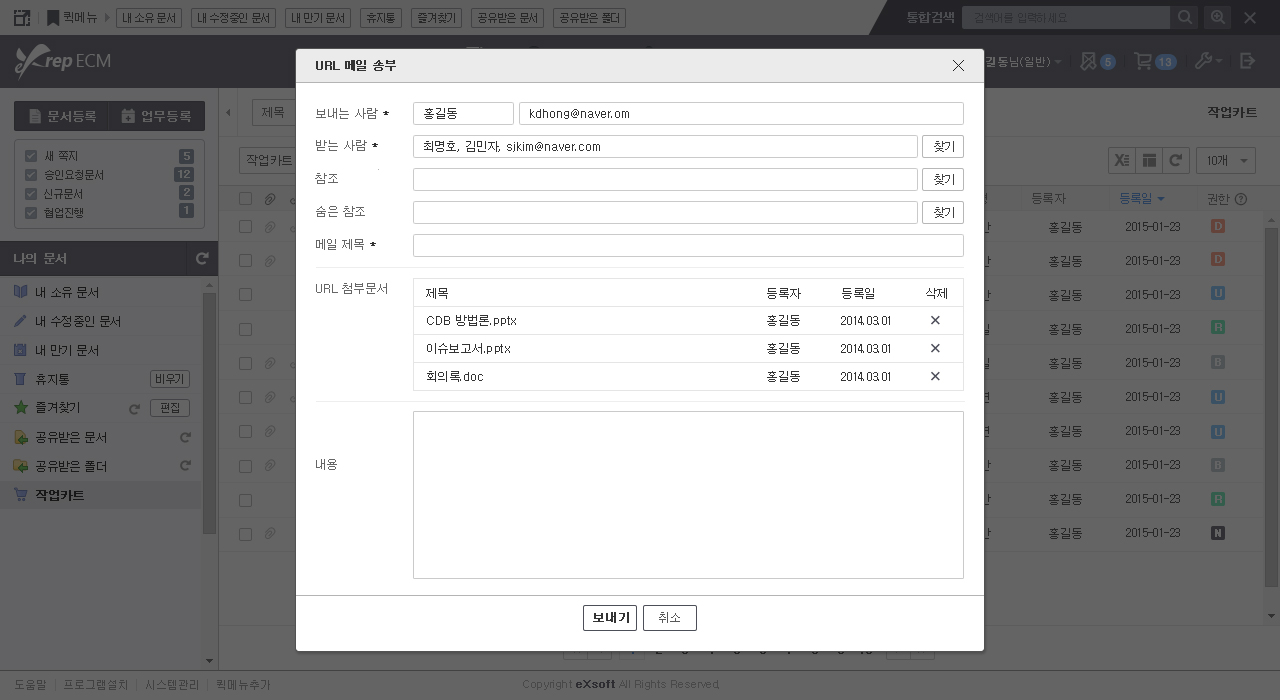 퀵메뉴 내 소유 문서 내 수정중인 문서 내 만기 문서 휴지통 즐겨찾기 공유받은 문서 공유받은 폴더 통합검색 검색어를 입력하세요
eXrep ECM
길동님(일반) 5 13
URL 메일 송부
문서등록 업무등록
제목
작업카트
새 쪽지 5
승인요청문서 12
신규문서 2
협업진행 1
작업카트
10개
나의 문서
내 소유 문서
내 수정중인 문서
내 만기 문서
휴지통 비우기
즐겨찾기 편집
공유받은 문서
공유받은 폴더
작업카트
등록자 등록일 권한
홍길동 2015-01-23 D
홍길동 2015-01-23 D
홍길동 2015-01-23 U
홍길동 2015-01-23 R
홍길동 2015-01-23 B
홍길동 2015-01-23 U
홍길동 2015-01-23 U
홍길동 2015-01-23 B
홍길동 2015-01-23 R
홍길동 2015-01-23 N
보내는 사람 * 홍길동 kdhong@naver.om
받는 사람 * 최명호, 김민자, sjkim@naver.com 찾기
참조 찾기
숨은 참조 찾기
메일 제목 *
URL 첨부문서
제목 등록자 등록일 삭제
CDB 방법론.pptx 홍길동 2014.03.01
이슈보고서.pptx 홍길동 2014.03.01
회의록.doc 홍길동 2014.03.01
내용
보내기 취소
도움말 프로그램설치 시스템관리 퀵메뉴추가
Copyright eXsoft All Rights Reserved.